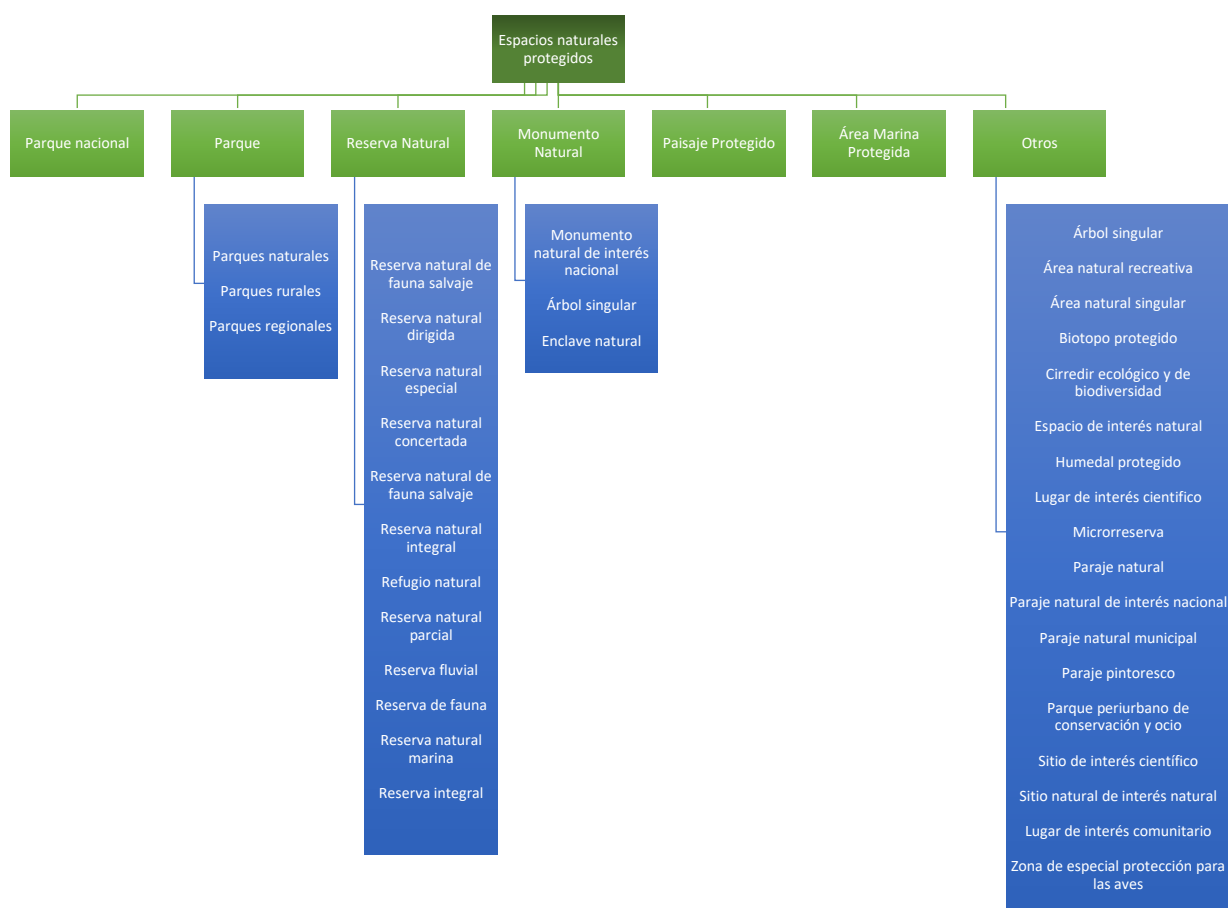 Espacios naturales
protegidos
Parque nacional
Parque
Reserva Natural
Monumento
Natural
Paisaje Protegido
Área Marina
Protegida
Otros
Parques naturales
Parques rurales
Parques regionales
Reserva natural de
fauna salvaje
Reserva natural
dirigida
Reserva natural
especial
Reserva natural
concertada
Reserva natural de
fauna salvaje
Reserva natural
integral
Refugio natural
Reserva natural
parcial
Reserva fluvial
Reserva de fauna
Reserva natural
marina
Reserva integral
Monumento
natural de interés
nacional
Árbol singular
Enclave natural
Árbol singular
Área natural recreativa
Área natural singular
Biotopo protegido
Cirredir ecológico y de
biodiversidad
Espacio de interés natural
Humedal protegido
Lugar de interés cientifico
Microrreserva
Paraje natural
Paraje natural de interés nacional
Paraje natural municipal
Paraje pintoresco
Parque periurbano de
conservación y ocio
Sitio de interés científico
Sitio natural de interés natural
Lugar de interés comunitario
Zona de especial protección para
las aves